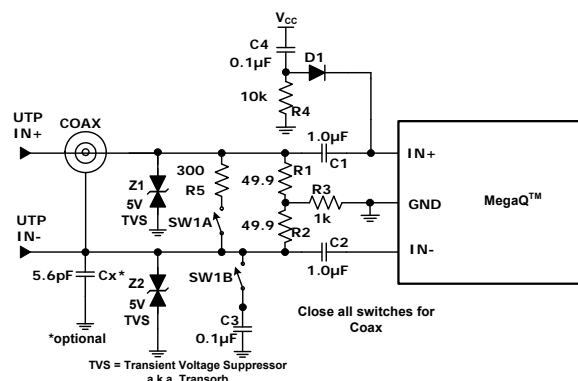 VCC
C4
0.1µF
D1
10k
R4
UTP
IN+
COAX
1.0µF
C1
IN+
300
R5
49.9
R1
Z1
5V
TVS
R3
1k
GND
MegaQ™
SW1A
49.9
R2
UTP
IN-
C2
1.0µF
IN-
5.6pF
Cx*
Z2
5V
TVS
SW1B
C3
0.1µF
Close all switches for
Coax
*optional
TVS = Transient Voltage Suppressor
a.k.a. Transorb